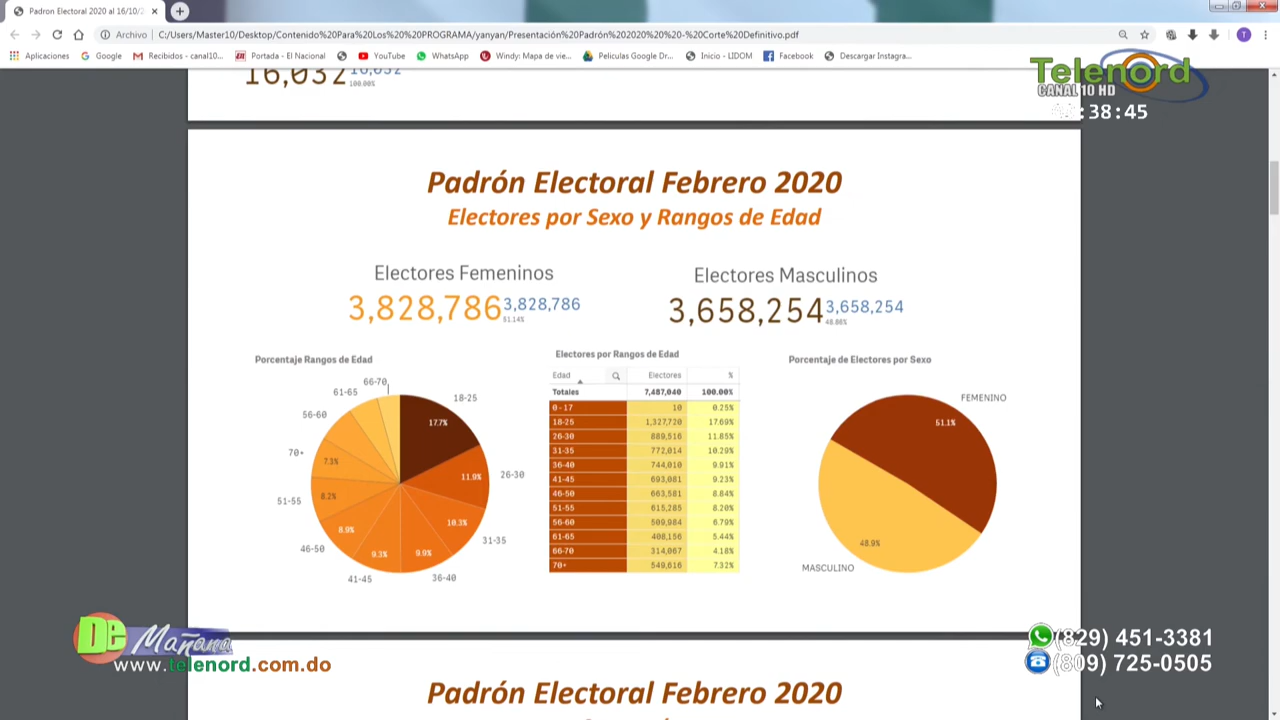 Padron Electoral 2020 al 16/10/2
Archivo
C:/Users/Master10/Desktop/Contenido%20Para%20Los%20%20PROGRAMA/yanyan/Presentación%20Padrón%202020%20%20-%20Corte%20Definitivo.pdf
T
Aplicaciones
Google
Recibidos - canal10...
Portada - El Nacional
YouTube
WhatsApp
Windy: Mapa de vie...
Peliculas Google Dr...
Inicio - LIDOM
Facebook
Descargar Instagra...
Telenord
CANAL 10 HD
:38:45
16,032 16,032
100.00%
Padrón Electoral Febrero 2020
Electores por Sexo y Rangos de Edad
Electores Femeninos
3,828,786 3,828,786
51.14%
Electores Masculinos
3,658,254 3,658,254
48.86%
Porcentaje Rangos de Edad
66-70
61-65
18-25
56-60
17.7%
70+
7.3%
11.9%
26-30
51-55
8.2%
10.3%
31-35
8.9%
46-50
9.3%
9.9%
41-45
36-40
Electores por Rangos de Edad
Edad Electores %
Totales 7,487,040 100.00%
0-17 10 0.25%
18-25 1,327,720 17.69%
26-30 889,516 11.85%
31-35 772,014 10.29%
36-40 744,010 9.91%
41-45 693,081 9.23%
46-50 663,581 8.84%
51-55 615,285 8.20%
56-60 509,984 6.79%
61-65 408,156 5.44%
66-70 314,067 4.18%
70+ 549,616 7.32%
Porcentaje de Electores por Sexo
FEMENINO
51.1%
48.9%
MASCULINO
De Mañana
www.telenord.com.do
(829) 451-3381
(809) 725-0505
Padrón Electoral Febrero 2020